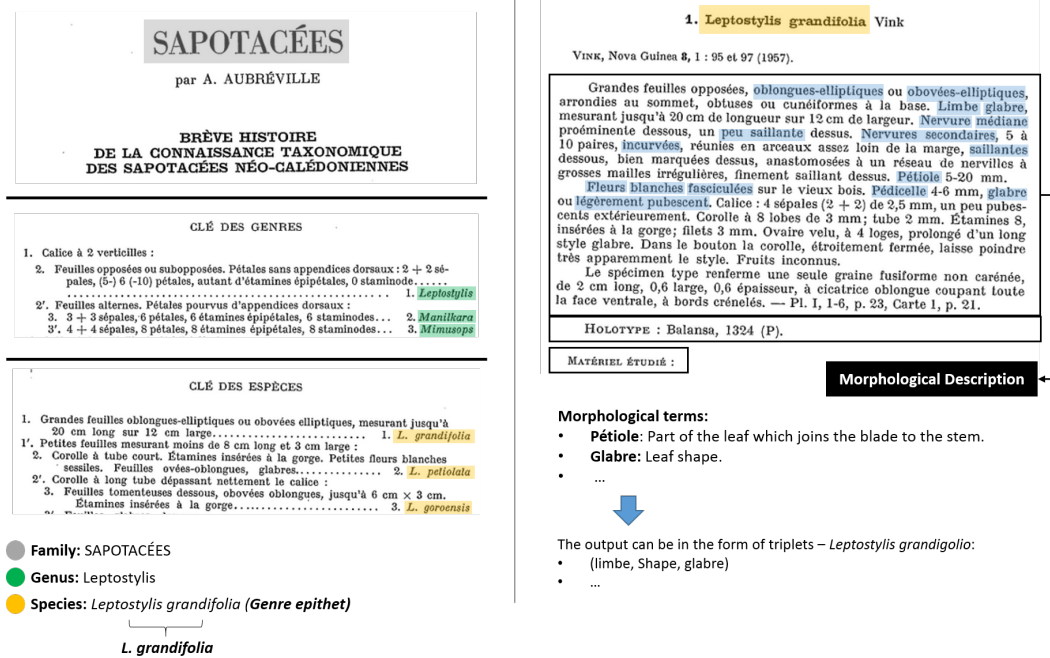 SAPOTACÉES
par A. AUBRÉVILLE
BRÈVE HISTOIRE
DE LA CONNAISSANCE TAXONOMIQUE
DES SAPOTACÉES NÉO-CALÉDONIENNES
CLÉ DES GENRES
1. Calice à 2 verticilles :
2. Feuilles opposées ou subopposées. Pétales sans appendices dorsaux : 2 + 2 sé-
pales, (5-) 6 (-10) pétales, autant d'étamines épipétales, 0 staminode......
................................................................ 1. Leptostylis
2'. Feuilles alternes. Pétales pourvus d'appendices dorsaux :
3. 3 + 3 sépales, 6 pétales, 6 étamines épipétales, 6 staminodes... 2. Manilkara
3'. 4 + 4 sépales, 8 pétales, 8 étamines épipétales, 8 staminodes... 3. Mimusops
CLÉ DES ESPÈCES
1. Grandes feuilles oblongues-elliptiques ou obovées elliptiques, mesurant jusqu'à
20 cm long sur 12 cm large.............................. 1. L. grandifolia
1'. Petites feuilles mesurant moins de 8 cm long et 3 cm large :
2. Corolle à tube court. Étamines insérées à la gorge. Petites fleurs blanches
sessiles. Feuilles ovées-oblongues, glabres............... 2. L. petiolata
2'. Corolle à long tube dépassant nettement le calice :
3. Feuilles tomenteuses dessous, obovées oblongues, jusqu'à 6 cm × 3 cm.
Étamines insérées à la gorge........................... 3. L. goroensis
Family: SAPOTACÉES
Genus: Leptostylis
Species: Leptostylis grandifolia (Genre epithet)
L. grandifolia
1. Leptostylis grandifolia Vink
VINK, Nova Guinea 8, 1 : 95 et 97 (1957).
Grandes feuilles opposées, oblongues-elliptiques ou obovées-elliptiques,
arrondies au sommet, obtuses ou cunéiformes à la base. Limbe glabre,
mesurant jusqu'à 20 cm de longueur sur 12 cm de largeur. Nervure médiane
proéminente dessous, un peu saillante dessus. Nervures secondaires, 5 à
10 paires, incurvées, réunies en arceaux assez loin de la marge, saillantes
dessous, bien marquées dessus, anastomosées à un réseau de nervilles à
grosses mailles irrégulières, finement saillant dessus. Pétiole 5-20 mm.
Fleurs blanches fasciculées sur le vieux bois. Pédicelle 4-6 mm, glabre
ou légèrement pubescent. Calice : 4 sépales (2 + 2) de 2,5 mm, un peu pubes-
cents extérieurement. Corolle à 8 lobes de 3 mm; tube 2 mm. Étamines 8,
insérées à la gorge; filets 3 mm. Ovaire velu, à 4 loges, prolongé d'un long
style glabre. Dans le bouton la corolle, étroitement fermée, laisse poindre
très apparemment le style. Fruits inconnus.
Le spécimen type renferme une seule graine fusiforme non carénée,
de 2 cm long, 0,6 large, 0,6 épaisseur, à cicatrice oblongue coupant toute
la face ventrale, à bords crénelés. — Pl. I, 1-6, p. 23, Carte 1, p. 21.
HOLOTYPE : Balansa, 1324 (P).
MATÉRIEL ÉTUDIÉ :
Morphological Description
Morphological terms:
• Pétiole: Part of the leaf which joins the blade to the stem.
• Glabre: Leaf shape.
• ...
The output can be in the form of triplets – Leptostylis grandigolio:
• (limbe, Shape, glabre)
• ...